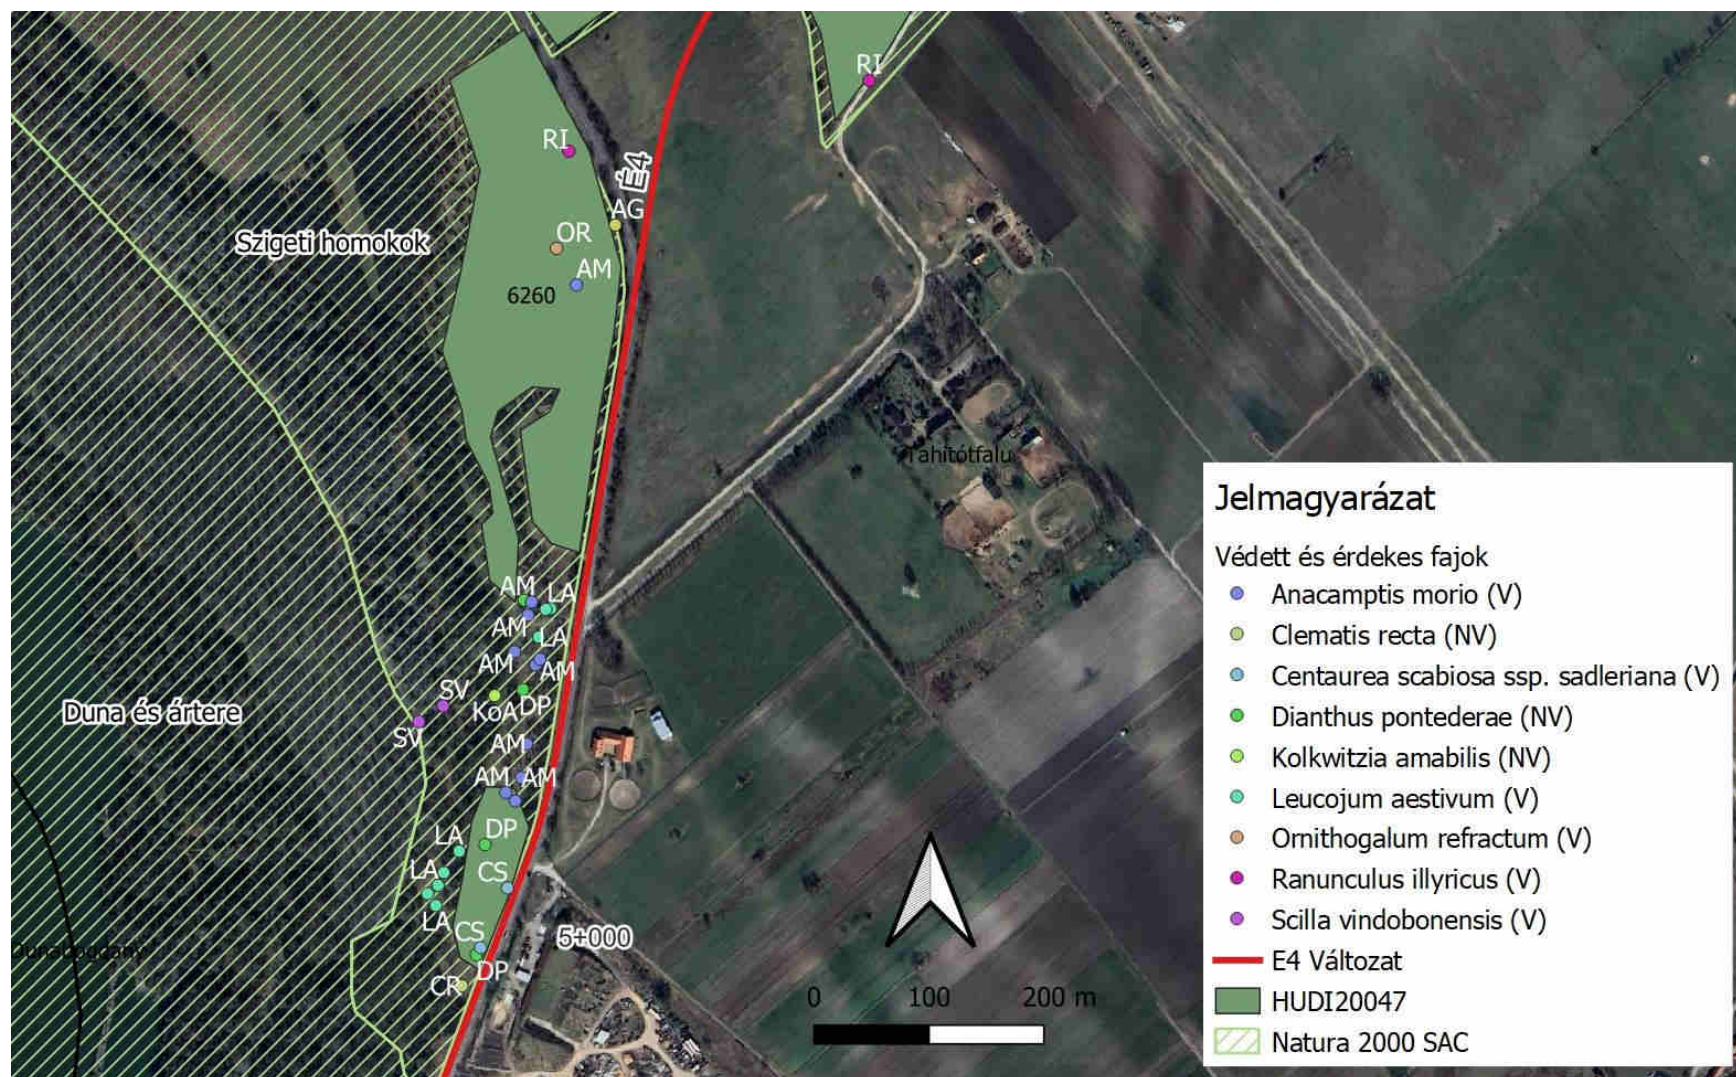 RI
RI
É4
AG
OR
Szigeti homokok
AM
6260
Tahitótfalu
AM
LA
AM
LA
AM
AM
SV
KoA
DP
Duna és ártere
SV
AM
AM
AM
DP
LA
LA
CS
LA
CS
5+000
Dunabogdány
DP
CR
0 100 200 m
Jelmagyarázat
Védett és érdekes fajok
Anacamptis morio (V)
Clematis recta (NV)
Centaurea scabiosa ssp. sadleriana (V)
Dianthus pontederae (NV)
Kolkwitzia amabilis (NV)
Leucojum aestivum (V)
Ornithogalum refractum (V)
Ranunculus illyricus (V)
Scilla vindobonensis (V)
E4 Változat
HUDI20047
Natura 2000 SAC